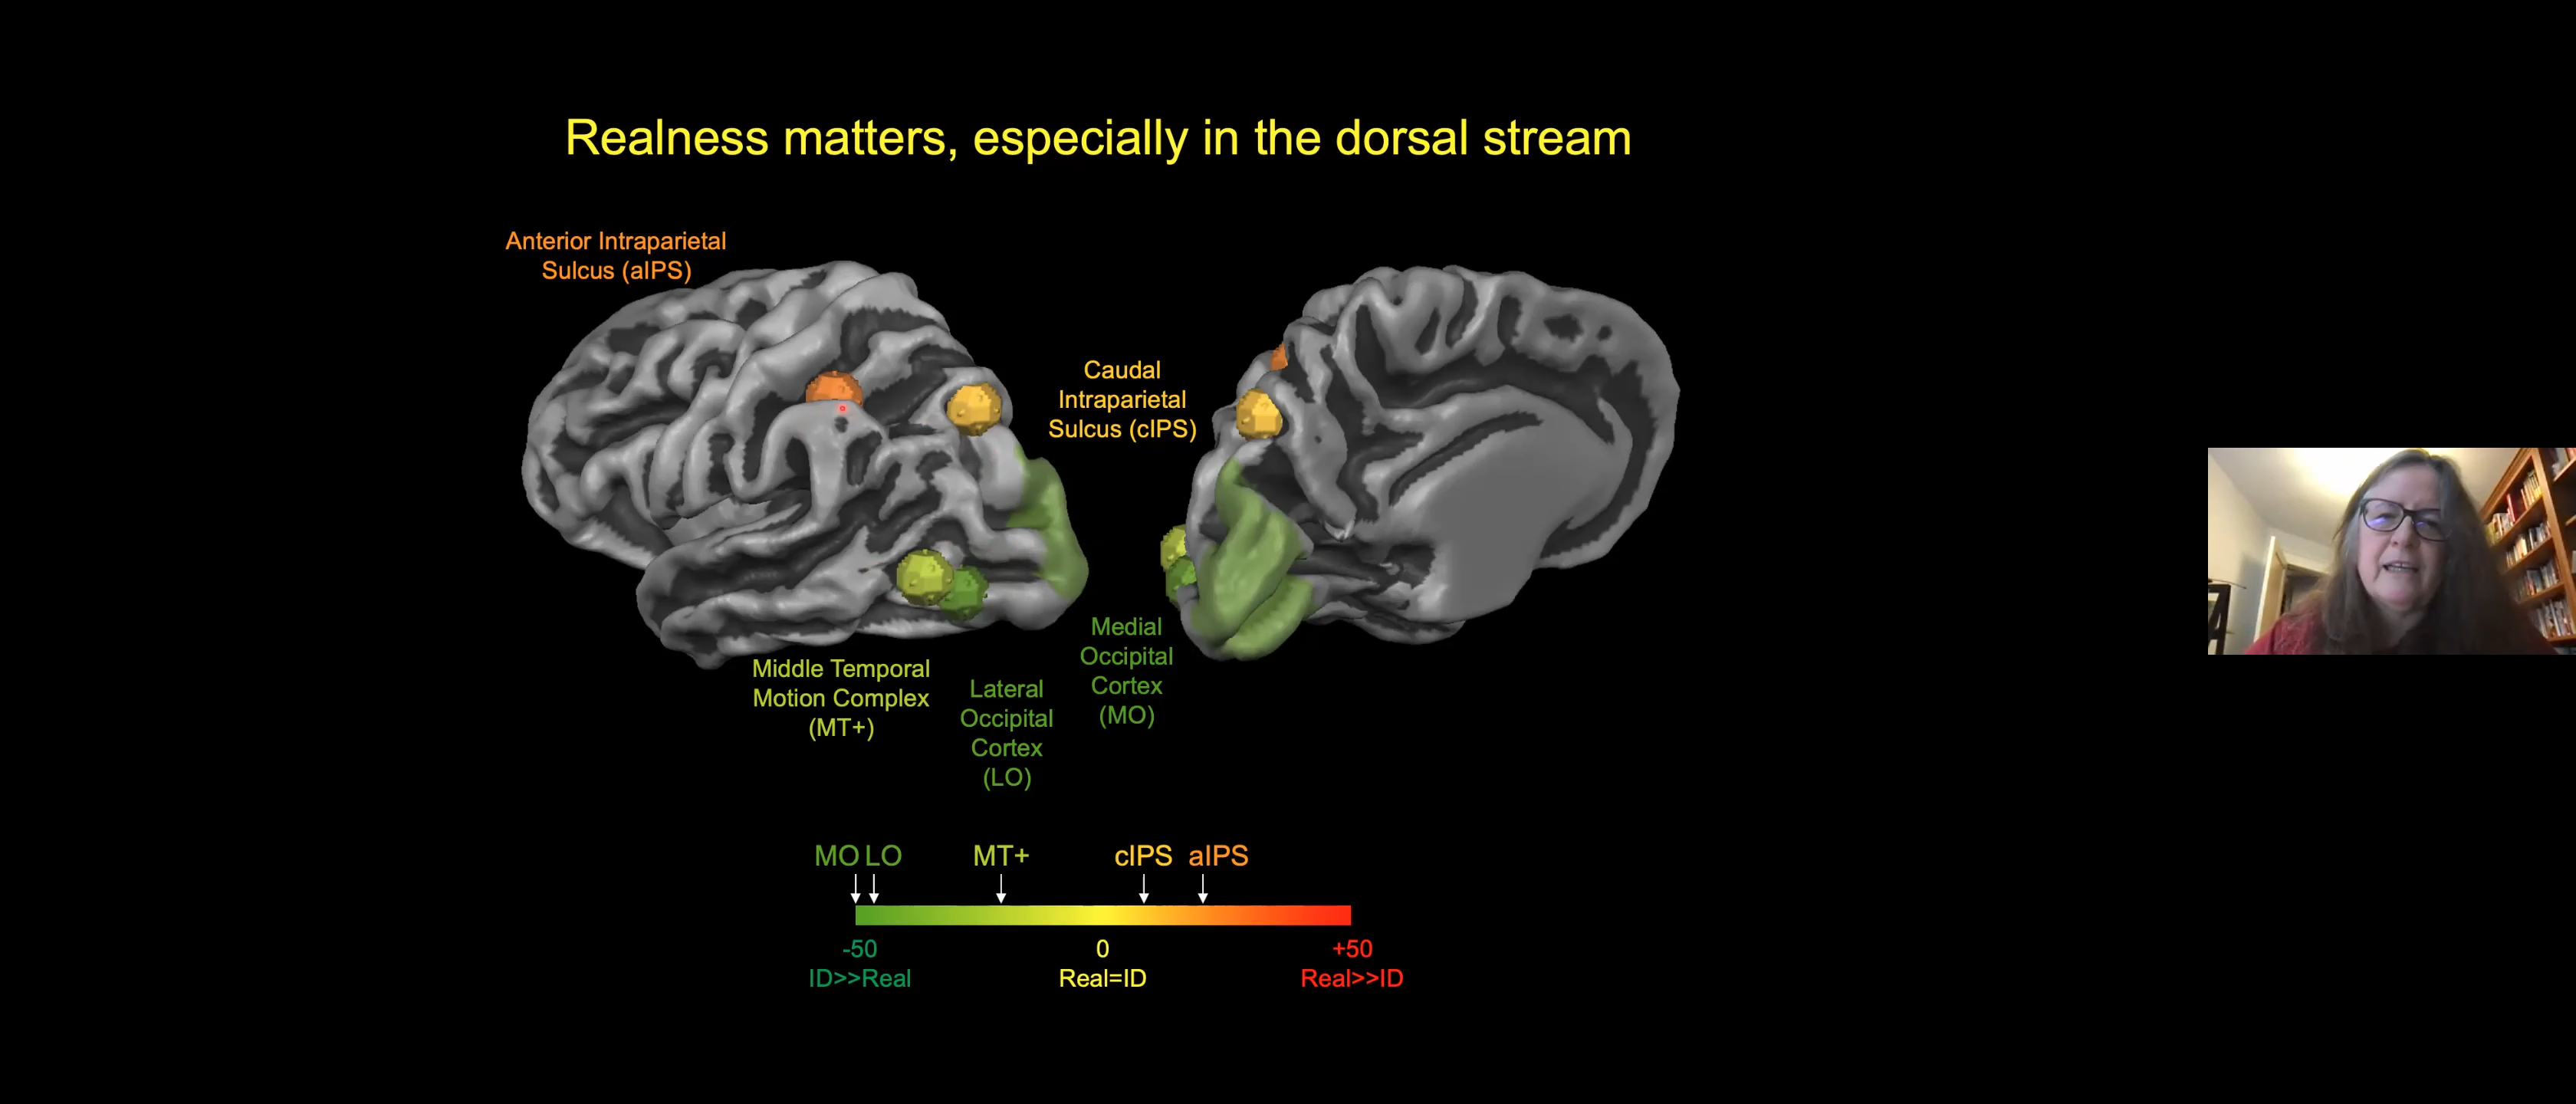 Realness matters, especially in the dorsal stream
Anterior Intraparietal
Sulcus (aIPS)
Caudal
Intraparietal
Sulcus (cIPS)
Middle Temporal
Motion Complex
(MT+)
Lateral
Occipital
Cortex
(LO)
Medial
Occipital
Cortex
(MO)
MO LO MT+ cIPS aIPS
-50 0 +50
ID>>Real Real=ID Real>>ID